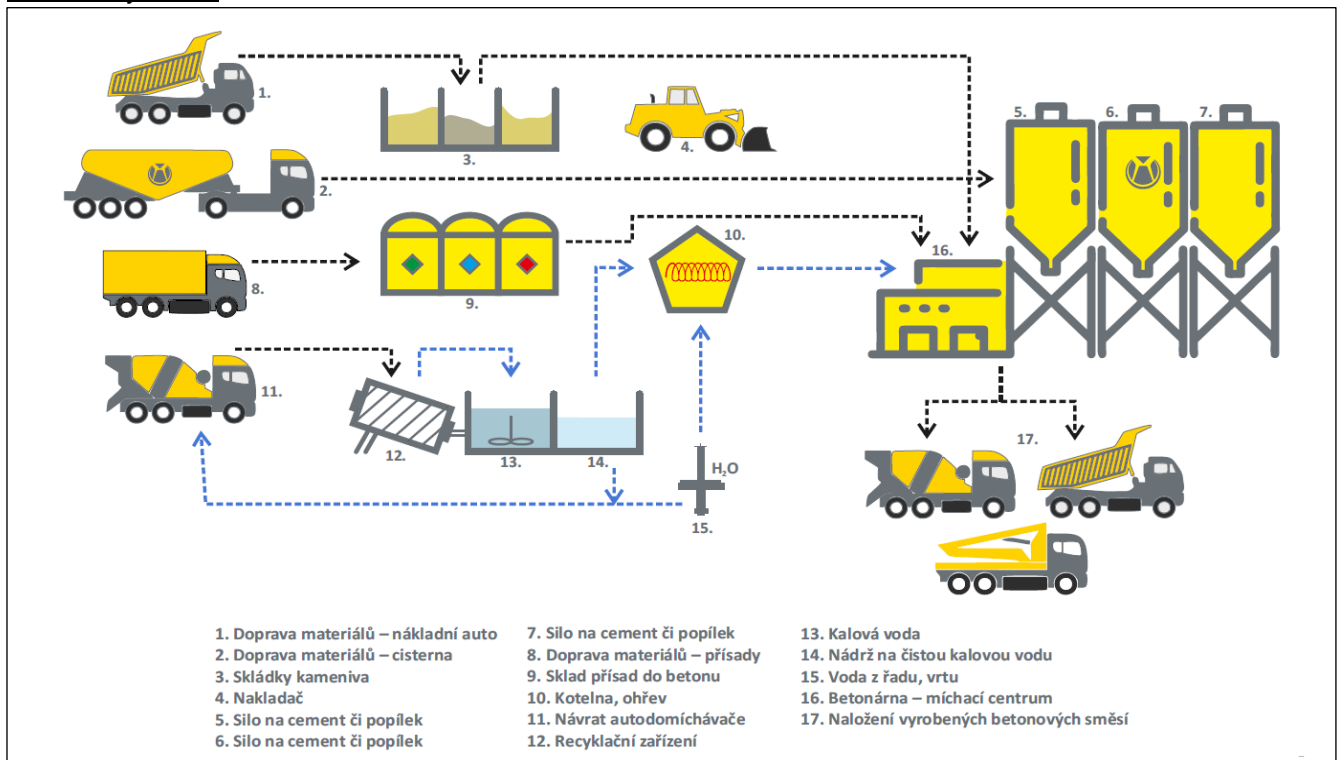 1.
5.
6.
7.
3.
4.
2.
10.
16.
8.
9.
11.
12.
13.
14.
H₂O
15.
17.
1. Doprava materiálů – nákladní auto
2. Doprava materiálů – cisterna
3. Skládky kameniva
4. Nakladač
5. Silo na cement či popílek
6. Silo na cement či popílek
7. Silo na cement či popílek
8. Doprava materiálů – přísady
9. Sklad přísad do betonu
10. Kotelna, ohřev
11. Návrat autodomíchávače
12. Recyklační zařízení
13. Kalová voda
14. Nádrž na čistou kalovou vodu
15. Voda z řadu, vrtu
16. Betonárna – míchací centrum
17. Naložení vyrobených betonových směsí